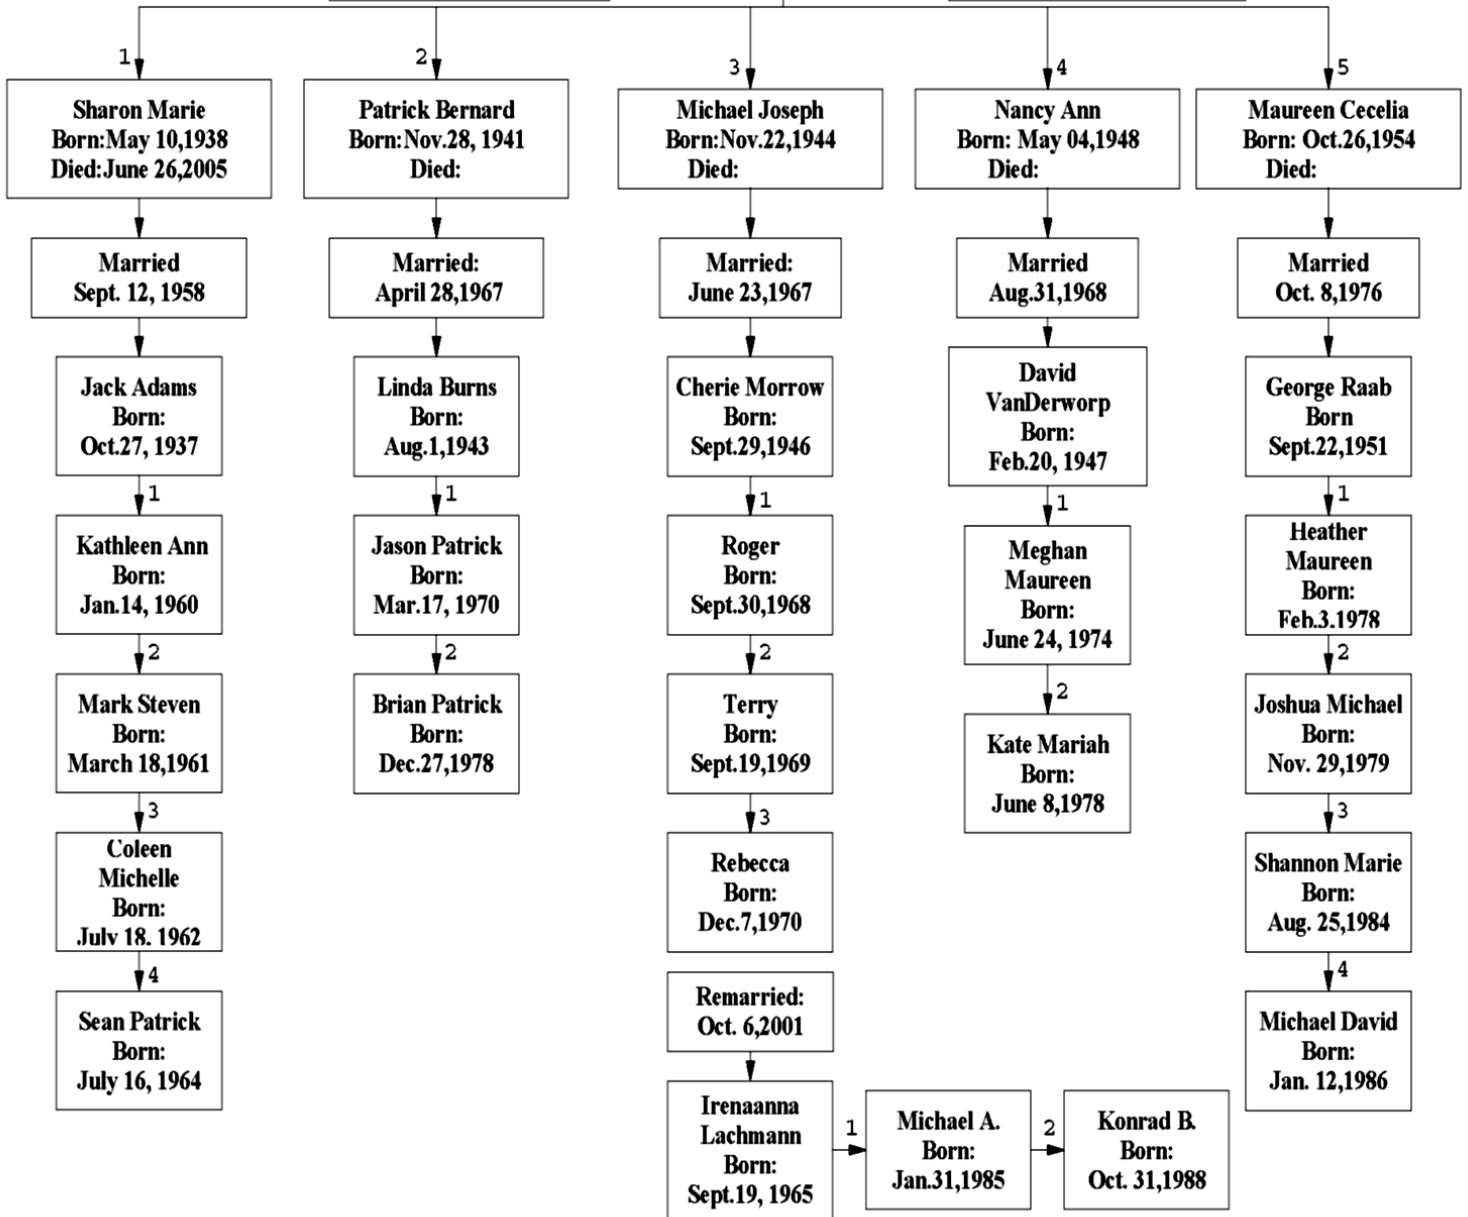 1
Sharon Marie
Born:May 10,1938
Died:June 26,2005
Married
Sept. 12, 1958
Jack Adams
Born:
Oct.27, 1937
1
Kathleen Ann
Born:
Jan.14, 1960
2
Mark Steven
Born:
March 18,1961
3
Coleen
Michelle
Born:
July 18, 1962
4
Sean Patrick
Born:
July 16, 1964
2
Patrick Bernard
Born:Nov.28, 1941
Died:
Married:
April 28,1967
Linda Burns
Born:
Aug.1,1943
1
Jason Patrick
Born:
Mar.17, 1970
2
Brian Patrick
Born:
Dec.27,1978
3
Michael Joseph
Born:Nov.22,1944
Died:
Married:
June 23,1967
Cherie Morrow
Born:
Sept.29,1946
1
Roger
Born:
Sept.30,1968
2
Terry
Born:
Sept.19,1969
3
Rebecca
Born:
Dec.7,1970
Remarried:
Oct. 6,2001
Irenaanna
Lachmann
Born:
Sept.19, 1965
1
Michael A.
Born:
Jan.31,1985
2
Konrad B.
Born:
Oct. 31,1988
4
Nancy Ann
Born: May 04,1948
Died:
Married
Aug.31,1968
David
VanDerworp
Born:
Feb.20, 1947
1
Meghan
Maureen
Born:
June 24, 1974
2
Kate Mariah
Born:
June 8,1978
5
Maureen Cecelia
Born: Oct.26,1954
Died:
Married
Oct. 8,1976
George Raab
Born
Sept.22,1951
1
Heather
Maureen
Born:
Feb.3,1978
2
Joshua Michael
Born:
Nov. 29,1979
3
Shannon Marie
Born:
Aug. 25,1984
4
Michael David
Born:
Jan. 12,1986